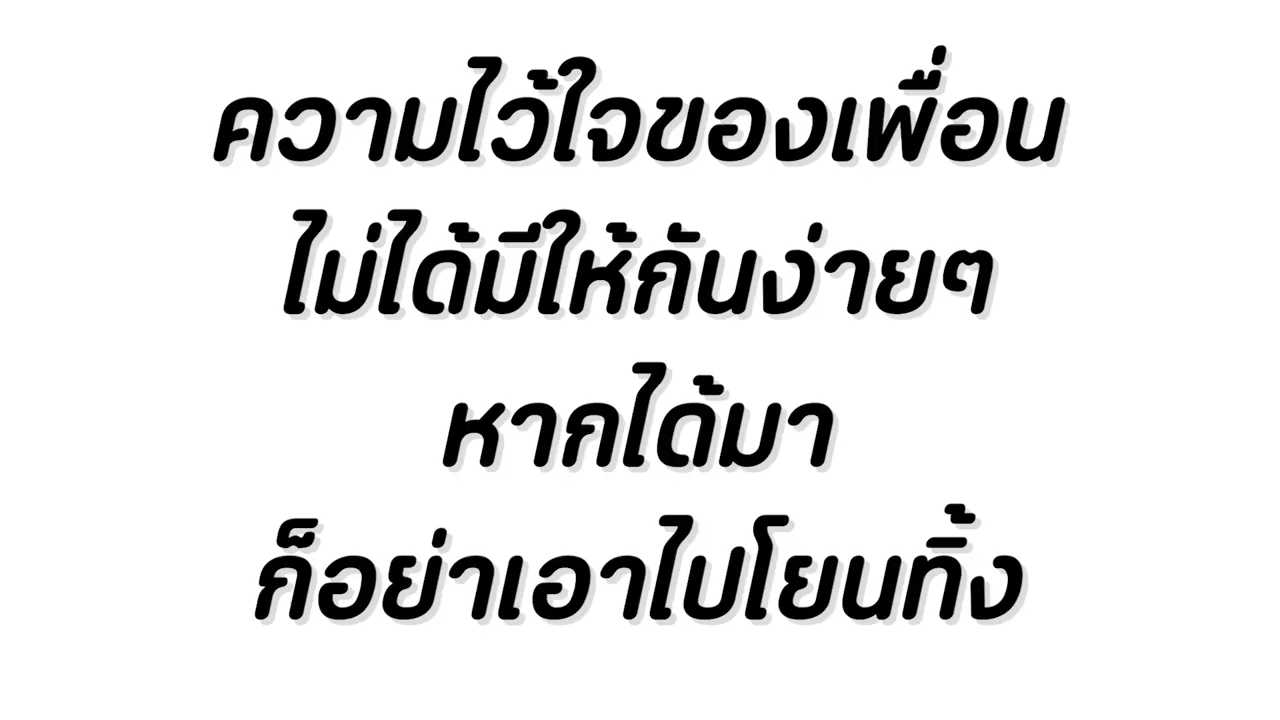 ความไว้ใจของเพื่อน
ไม่ได้มีให้กันง่ายๆ
หากได้มา
ก็อย่าเอาไปโยนทิ้ง